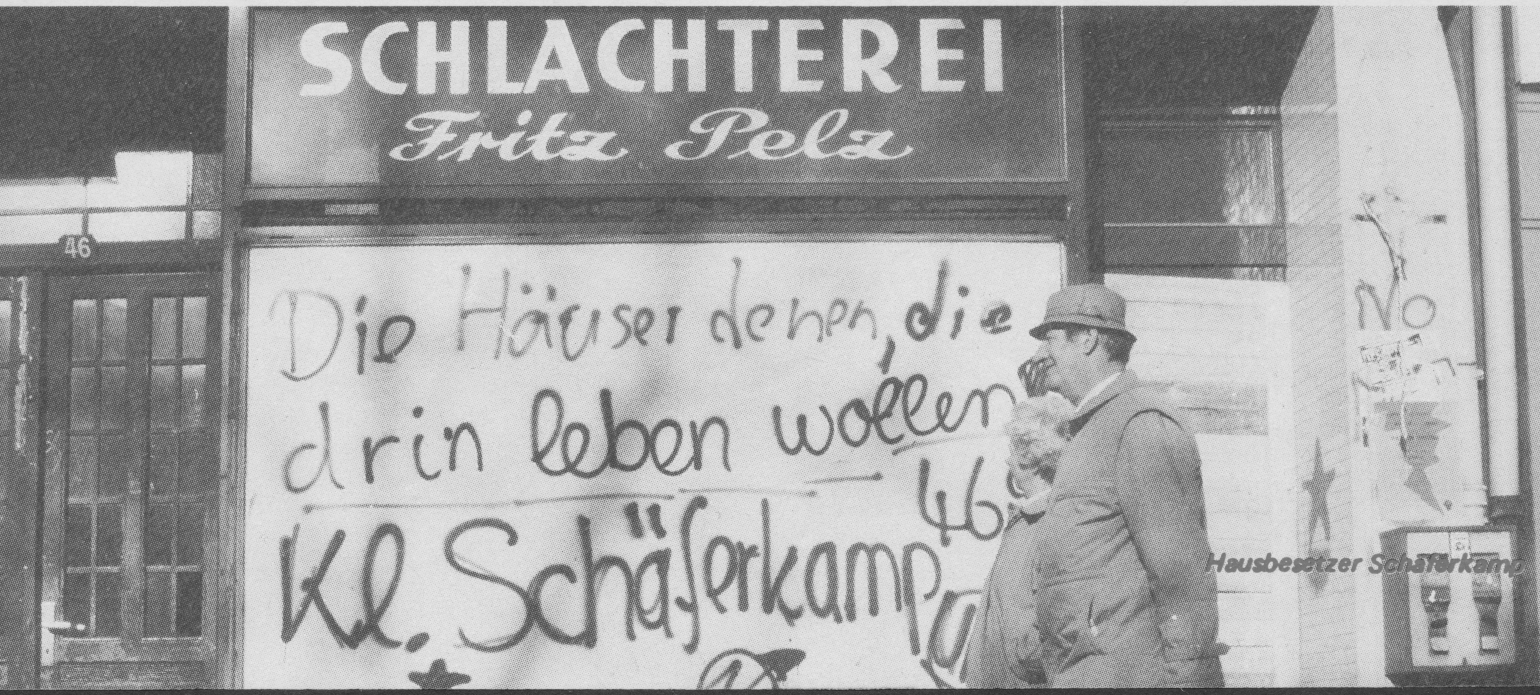 SCHLACHTEREI
Fritz Pelz
46
Die Häuser denen, die
drin leben wollen
46
Kl. Schäferkamp
No
Hausbesetzer Schäferkamp